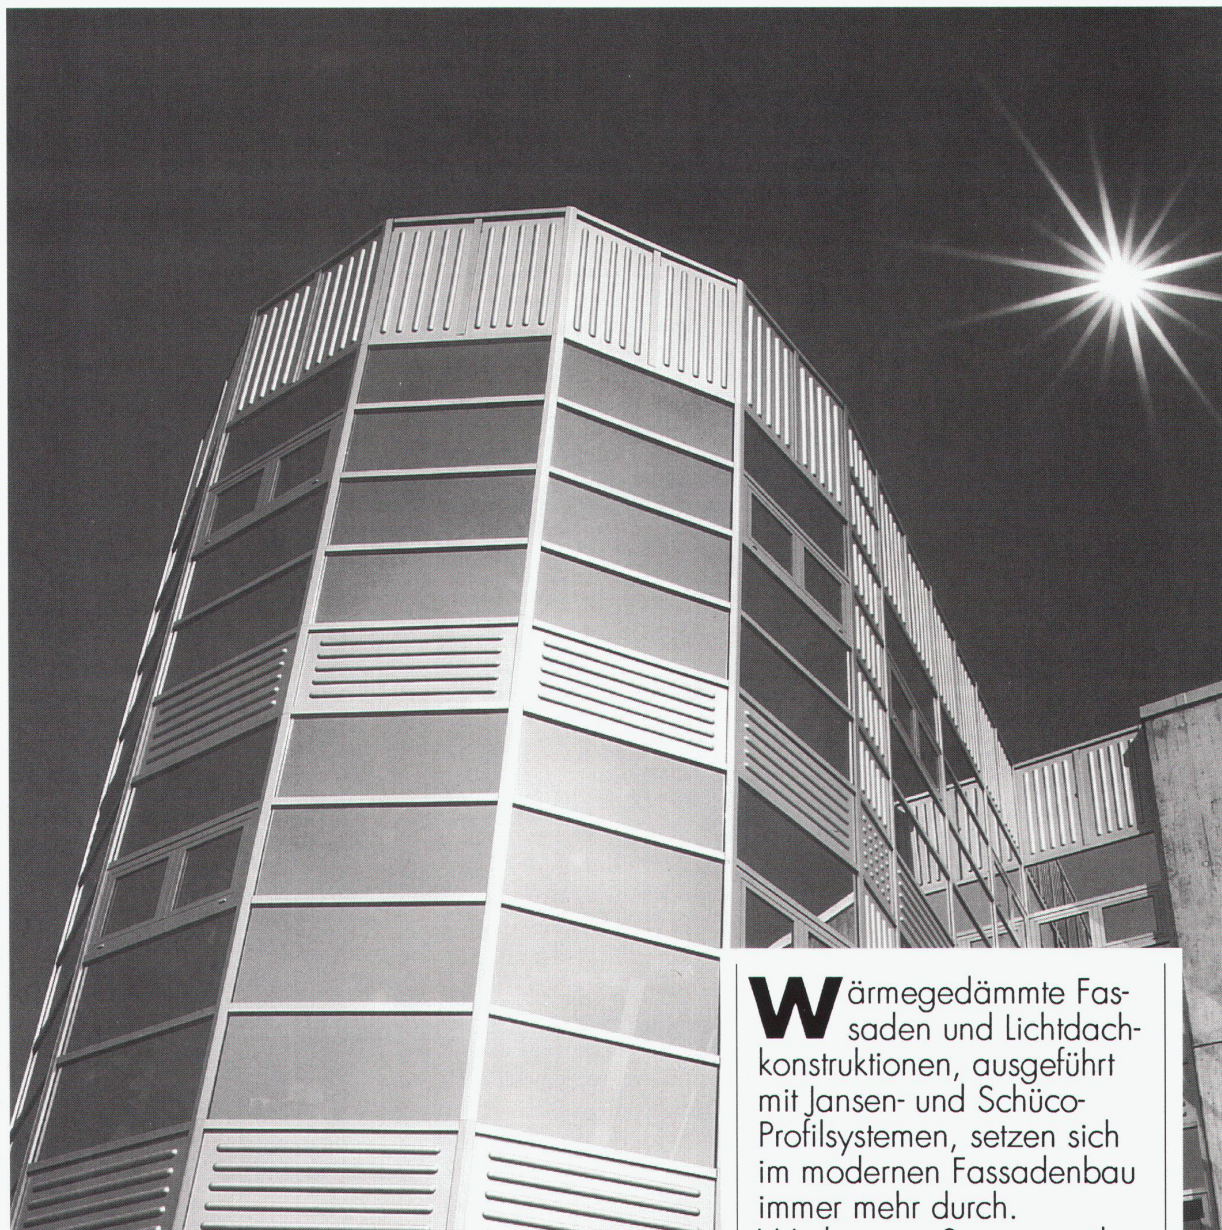 Wärmegedämmte Fas-
saden und Lichtdach-
konstruktionen, ausgeführt
mit Jansen- und Schüco-
Profilsystemen, setzen sich
im modernen Fassadenbau
immer mehr durch.